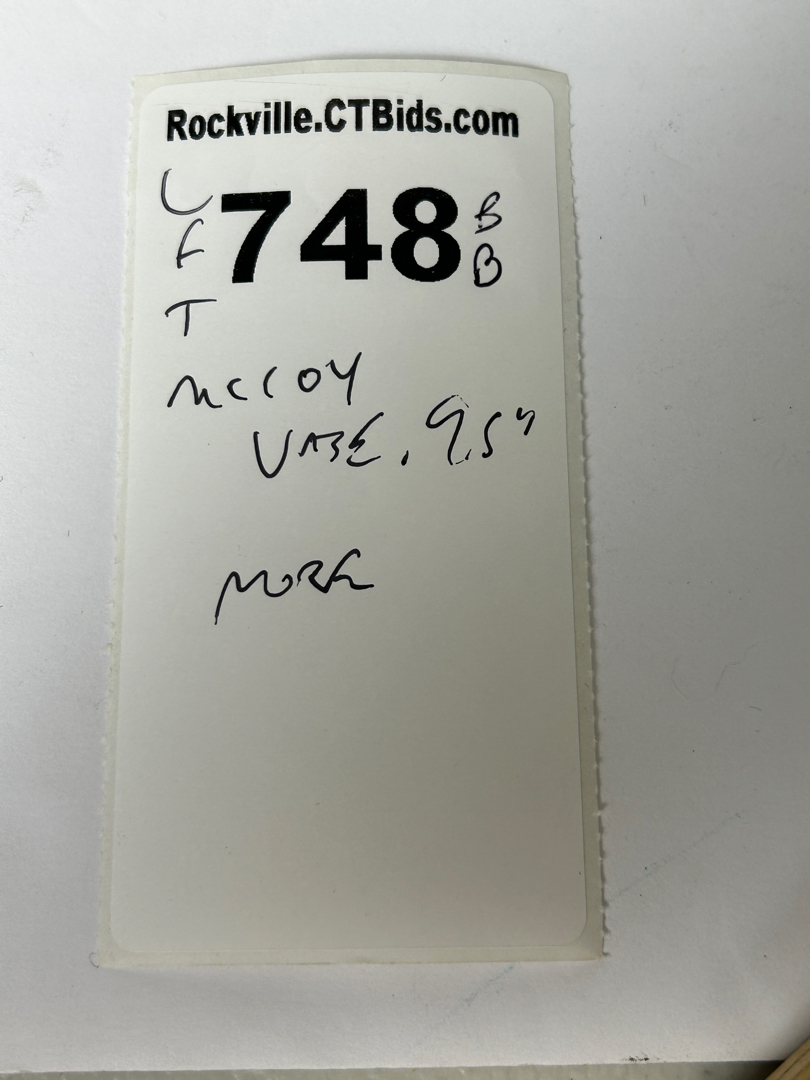 Rockville.CTBids.com
L
F
T
748
B
B
McCOY
VASE. 9.5"
MORE